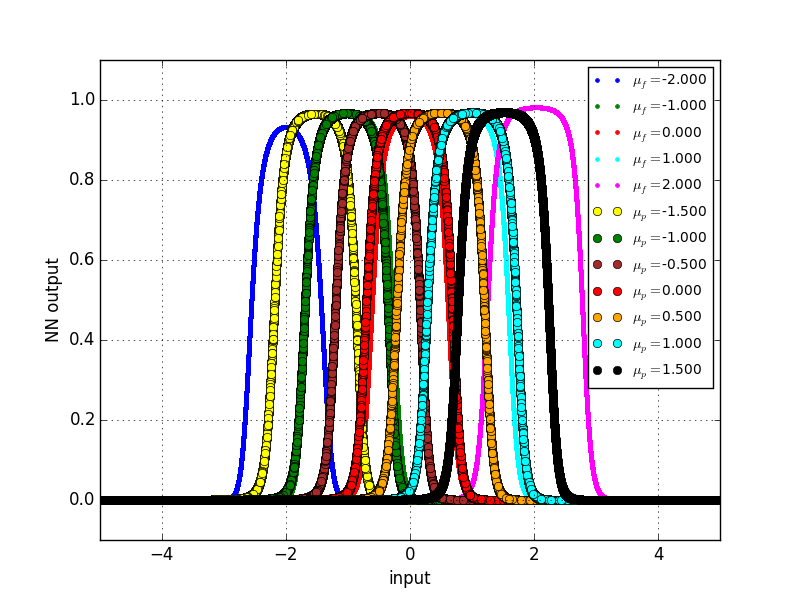 1.0
0.8
0.6
0.4
0.2
0.0
NN output
−4
−2
0
2
4
input
μf =-2.000
μf =-1.000
μf =0.000
μf =1.000
μf =2.000
μp =-1.500
μp =-1.000
μp =-0.500
μp =0.000
μp =0.500
μp =1.000
μp =1.500